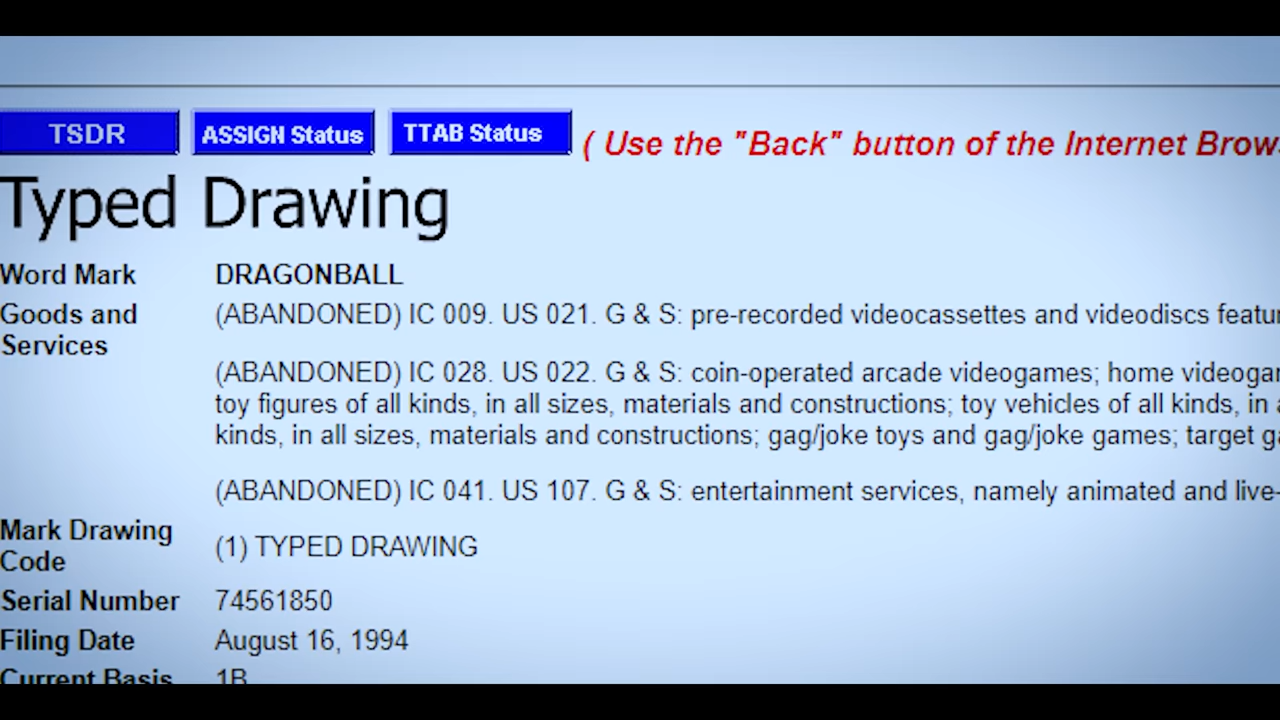 TSDR ASSIGN Status TTAB Status ( Use the "Back" button of the Internet
Typed Drawing
Word Mark DRAGONBALL
Goods and Services (ABANDONED) IC 009. US 021. G & S: pre-recorded videocassettes and videodiscs
(ABANDONED) IC 028. US 022. G & S: coin-operated arcade videogames; home
toy figures of all kinds, in all sizes, materials and constructions; toy vehicles of all kinds, in
kinds, in all sizes, materials and constructions; gag/joke toys and gag/joke games; target
(ABANDONED) IC 041. US 107. G & S: entertainment services, namely animated and live-
Mark Drawing Code (1) TYPED DRAWING
Serial Number 74561850
Filing Date August 16, 1994
Current Basis 1B